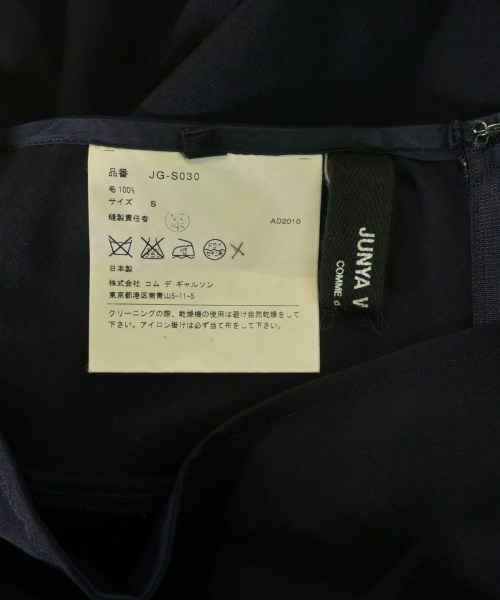 品番 JG-S030
毛 100%
サイズ S
縫製責任者
AD2010
日本製
株式会社 コム デ ギャルソン
東京都港区南青山5-11-5
クリーニングの際、乾燥機の使用は避け自然乾燥をして
下さい。アイロン掛けは必ず当て布をして下さい。
JUNYA
COMME